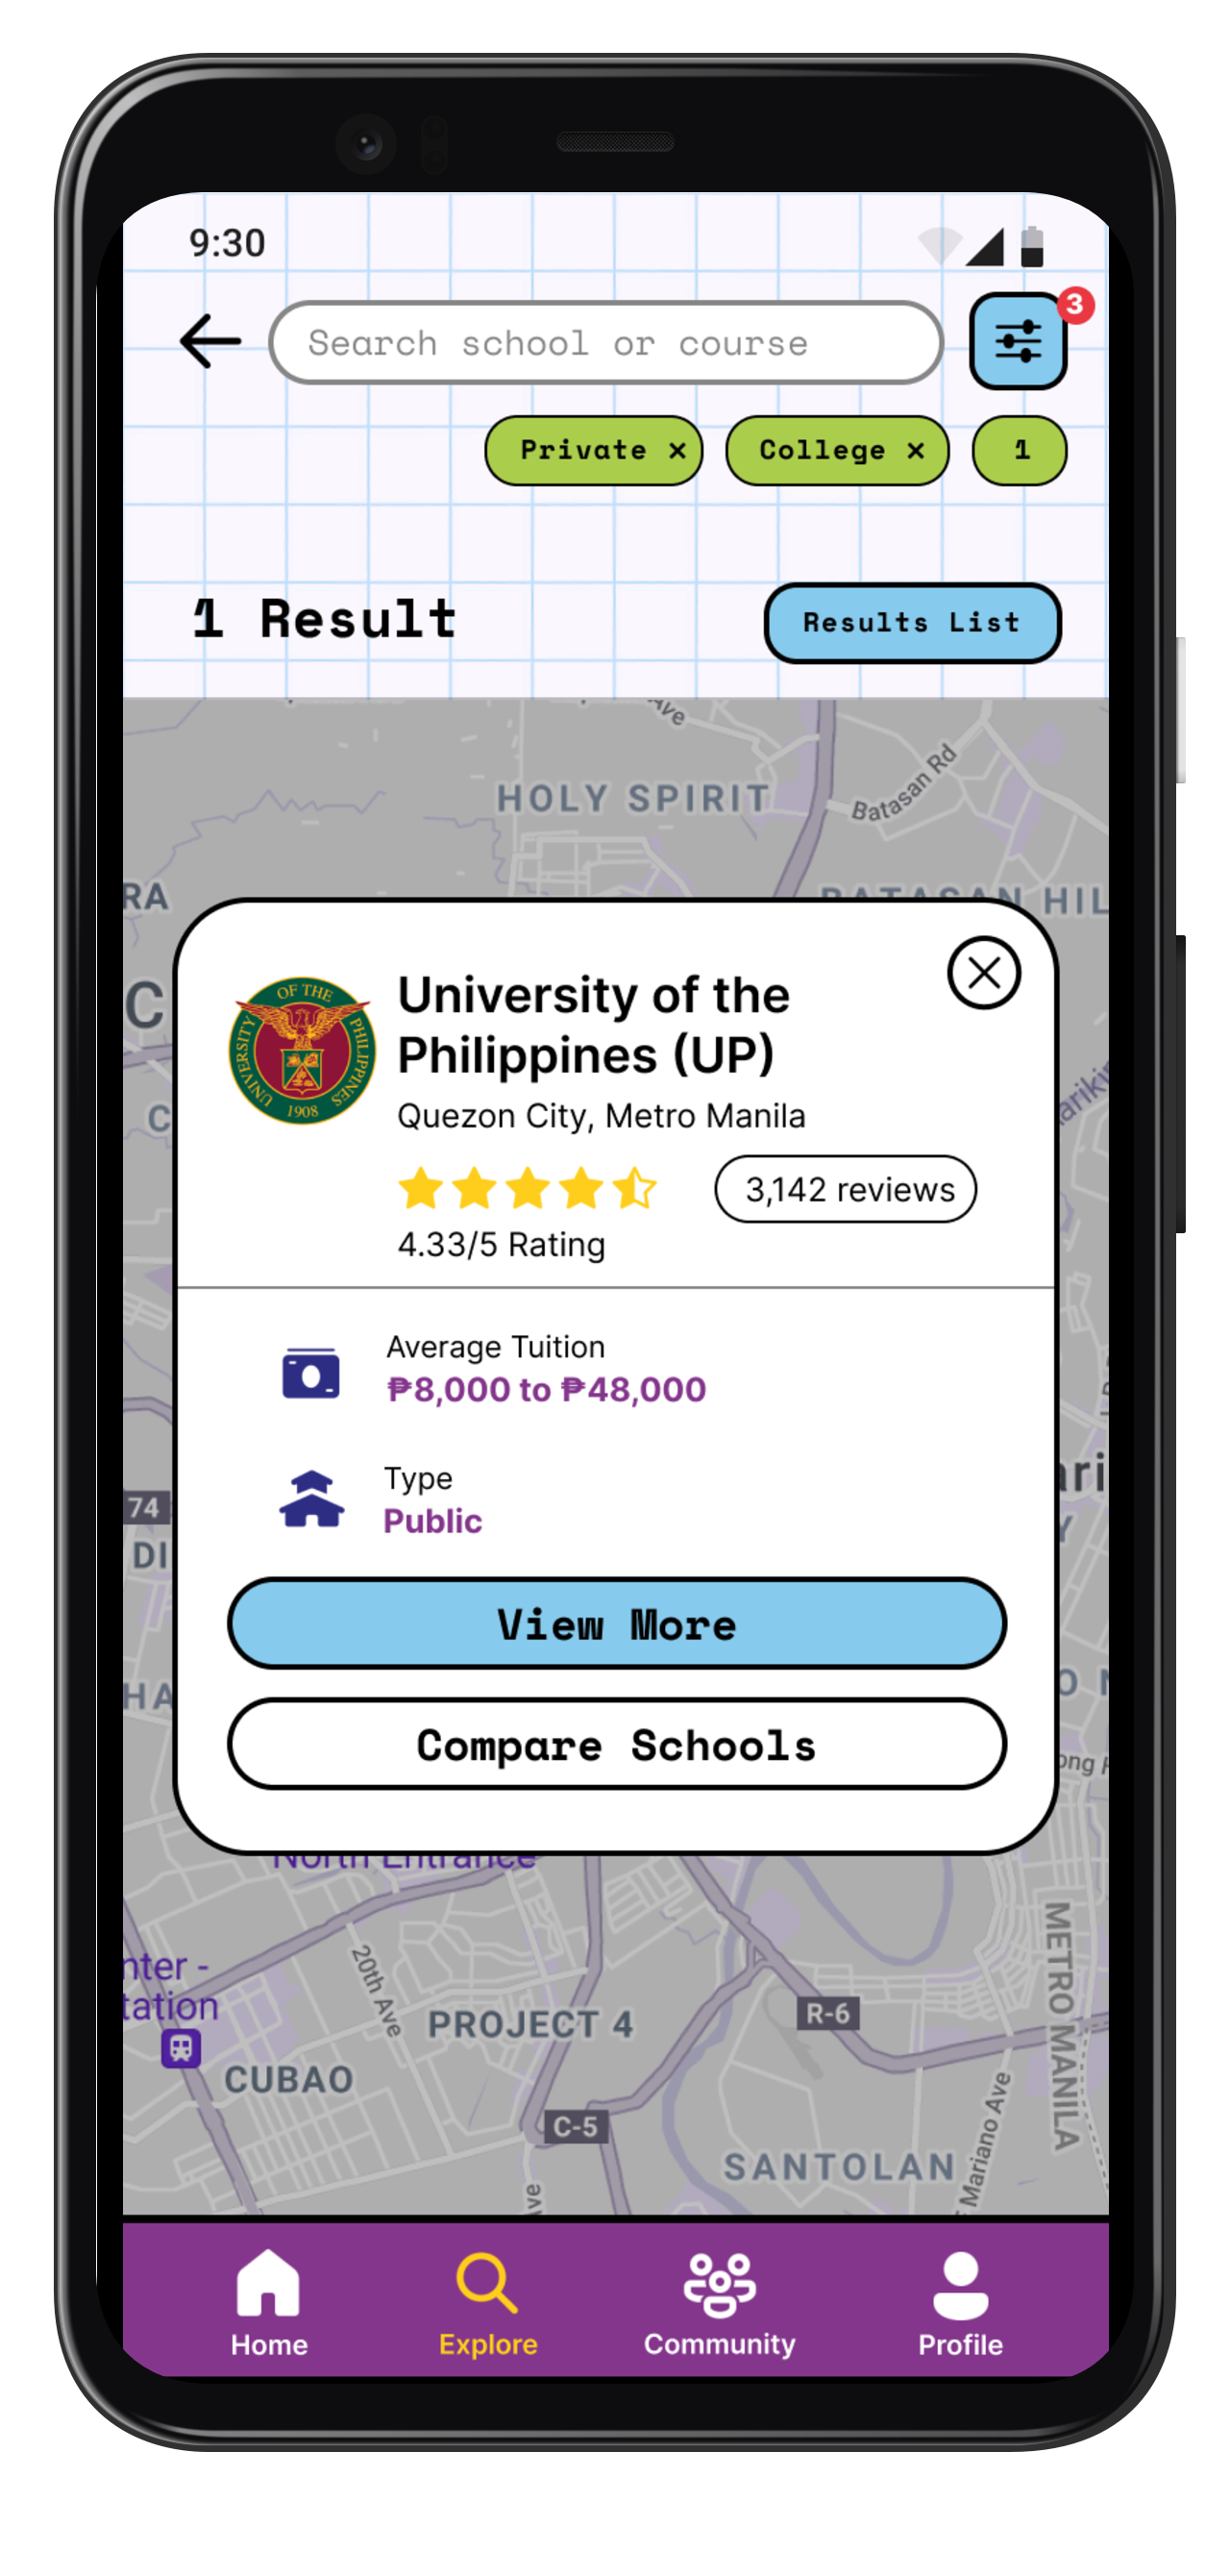 9:30
Search school or course
3
Private ×
College ×
1
1 Result
Results List
Ave
HOLY SPIRIT
Batasan Rd
RA
BATASAN HIL
C
C
OF THE
UNIVERSITY
PHILIPPINES
1908
University of the
Philippines (UP)
Quezon City, Metro Manila
3,142 reviews
4.33/5 Rating
Average Tuition
₱8,000 to ₱48,000
Type
Public
74
DI
View More
HA
Compare Schools
North Entrance
nter -
tation
20th Ave
PROJECT 4
R-6
METRO MANILA
CUBAO
C-5
SANTOLAN
Mariano Ave
Home
Explore
Community
Profile